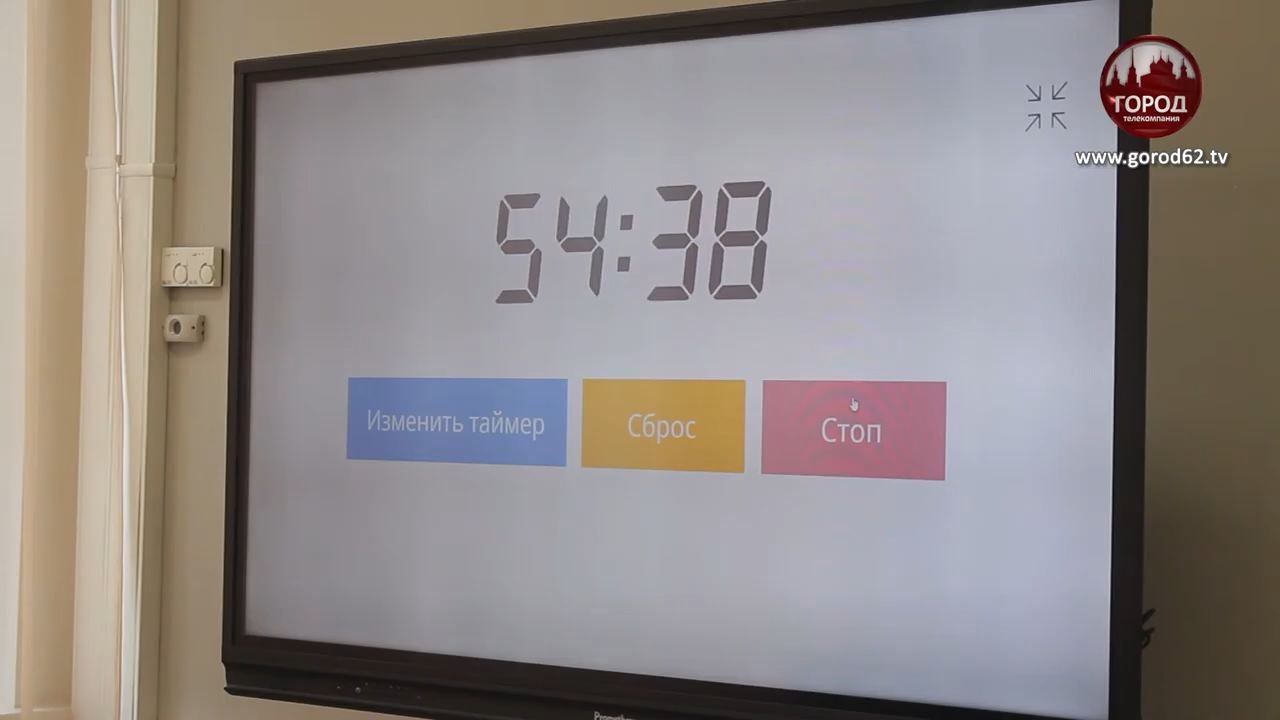 ГОРОД
телекомпания
www.gorod62.tv
54:38
Изменить таймер
Сброс
Стоп